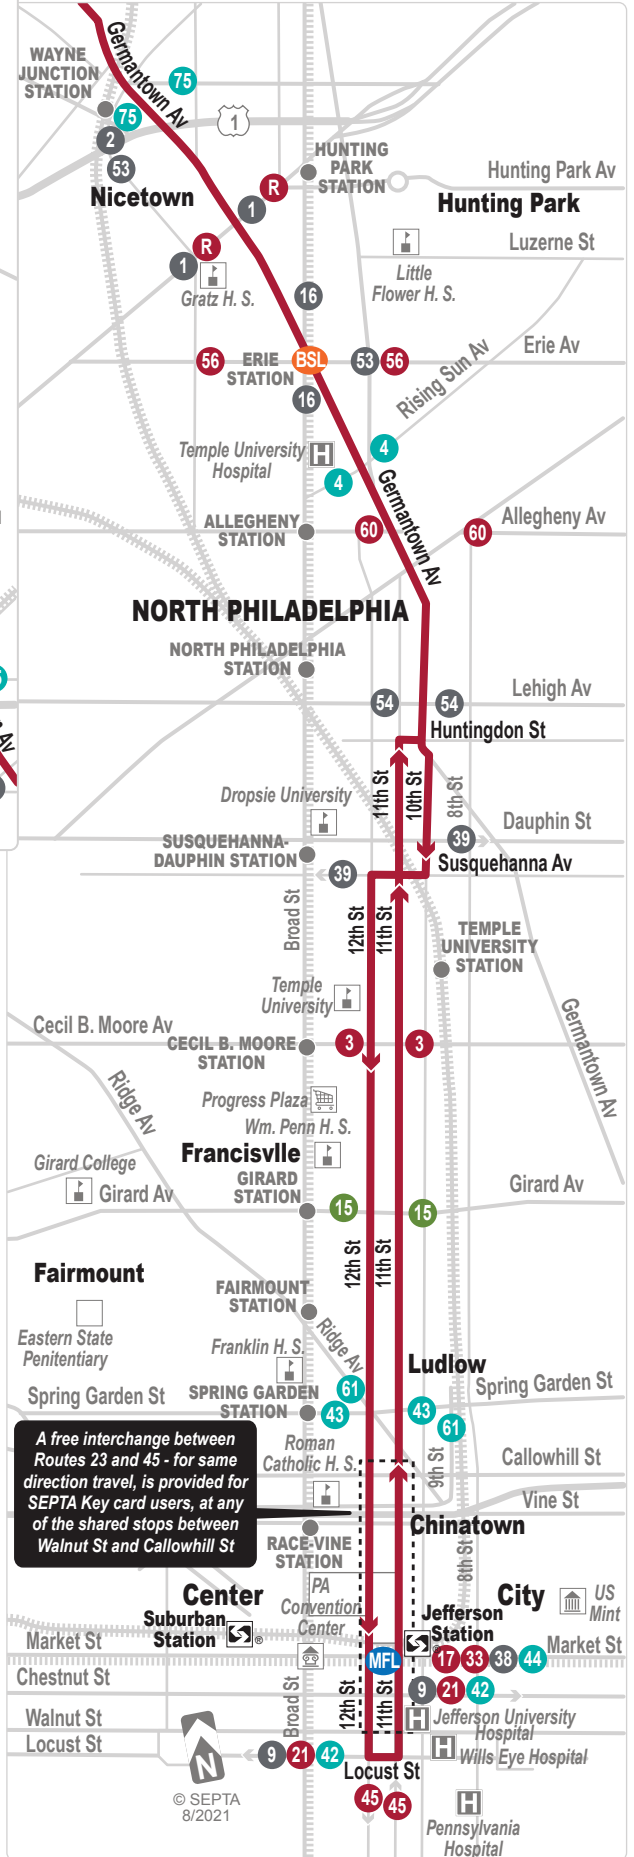 WAYNE
JUNCTION
STATION
Germantown Av
75
75
1
2
53
Nicetown
HUNTING
PARK
STATION
Hunting Park Av
R
1
Hunting Park
R
1
Gratz H. S.
Luzerne St
Little
Flower H. S.
16
56
ERIE
STATION
BSL
53
56
Erie Av
16
Rising Sun Av
Temple University
Hospital
H
4
4
Germantown Av
ALLEGHENY
STATION
60
60
Allegheny Av
NORTH PHILADELPHIA
NORTH PHILADELPHIA
STATION
Lehigh Av
54
54
Huntingdon St
Av
11th St
10th St
8th St
Dropsie University
Dauphin St
SUSQUEHANNA-
DAUPHIN STATION
39
Susquehanna Av
39
Broad St
12th St
11th St
TEMPLE
UNIVERSITY
STATION
Temple
University
Germantown Av
Cecil B. Moore Av
CECIL B. MOORE
STATION
3
3
Ridge Av
Progress Plaza
Wm. Penn H. S.
Francisvlle
Girard College
GIRARD
STATION
Girard Av
Girard Av
15
15
12th St
11th St
Fairmount
FAIRMOUNT
STATION
Eastern State
Penitentiary
Ridge Av
Franklin H. S.
Ludlow
Spring Garden St
SPRING GARDEN
STATION
61
43
43
61
Spring Garden St
A free interchange between
Routes 23 and 45 - for same
direction travel, is provided for
SEPTA Key card users, at any
of the shared stops between
Walnut St and Callowhill St
Roman
Catholic H. S.
9th St
Callowhill St
Vine St
Chinatown
RACE-VINE
STATION
8th St
PA
Convention
Center
Center
City
US
Mint
Suburban
Station
®
Jefferson
Station
®
Market St
MFL
17
33
38
44
Market St
Chestnut St
9
21
42
Broad St
12th St
11th St
Walnut St
H
Jefferson University
Hospital
Locust St
N
9
21
42
H
Wills Eye Hospital
Locust St
© SEPTA
8/2021
45
45
H
Pennsylvania
Hospital